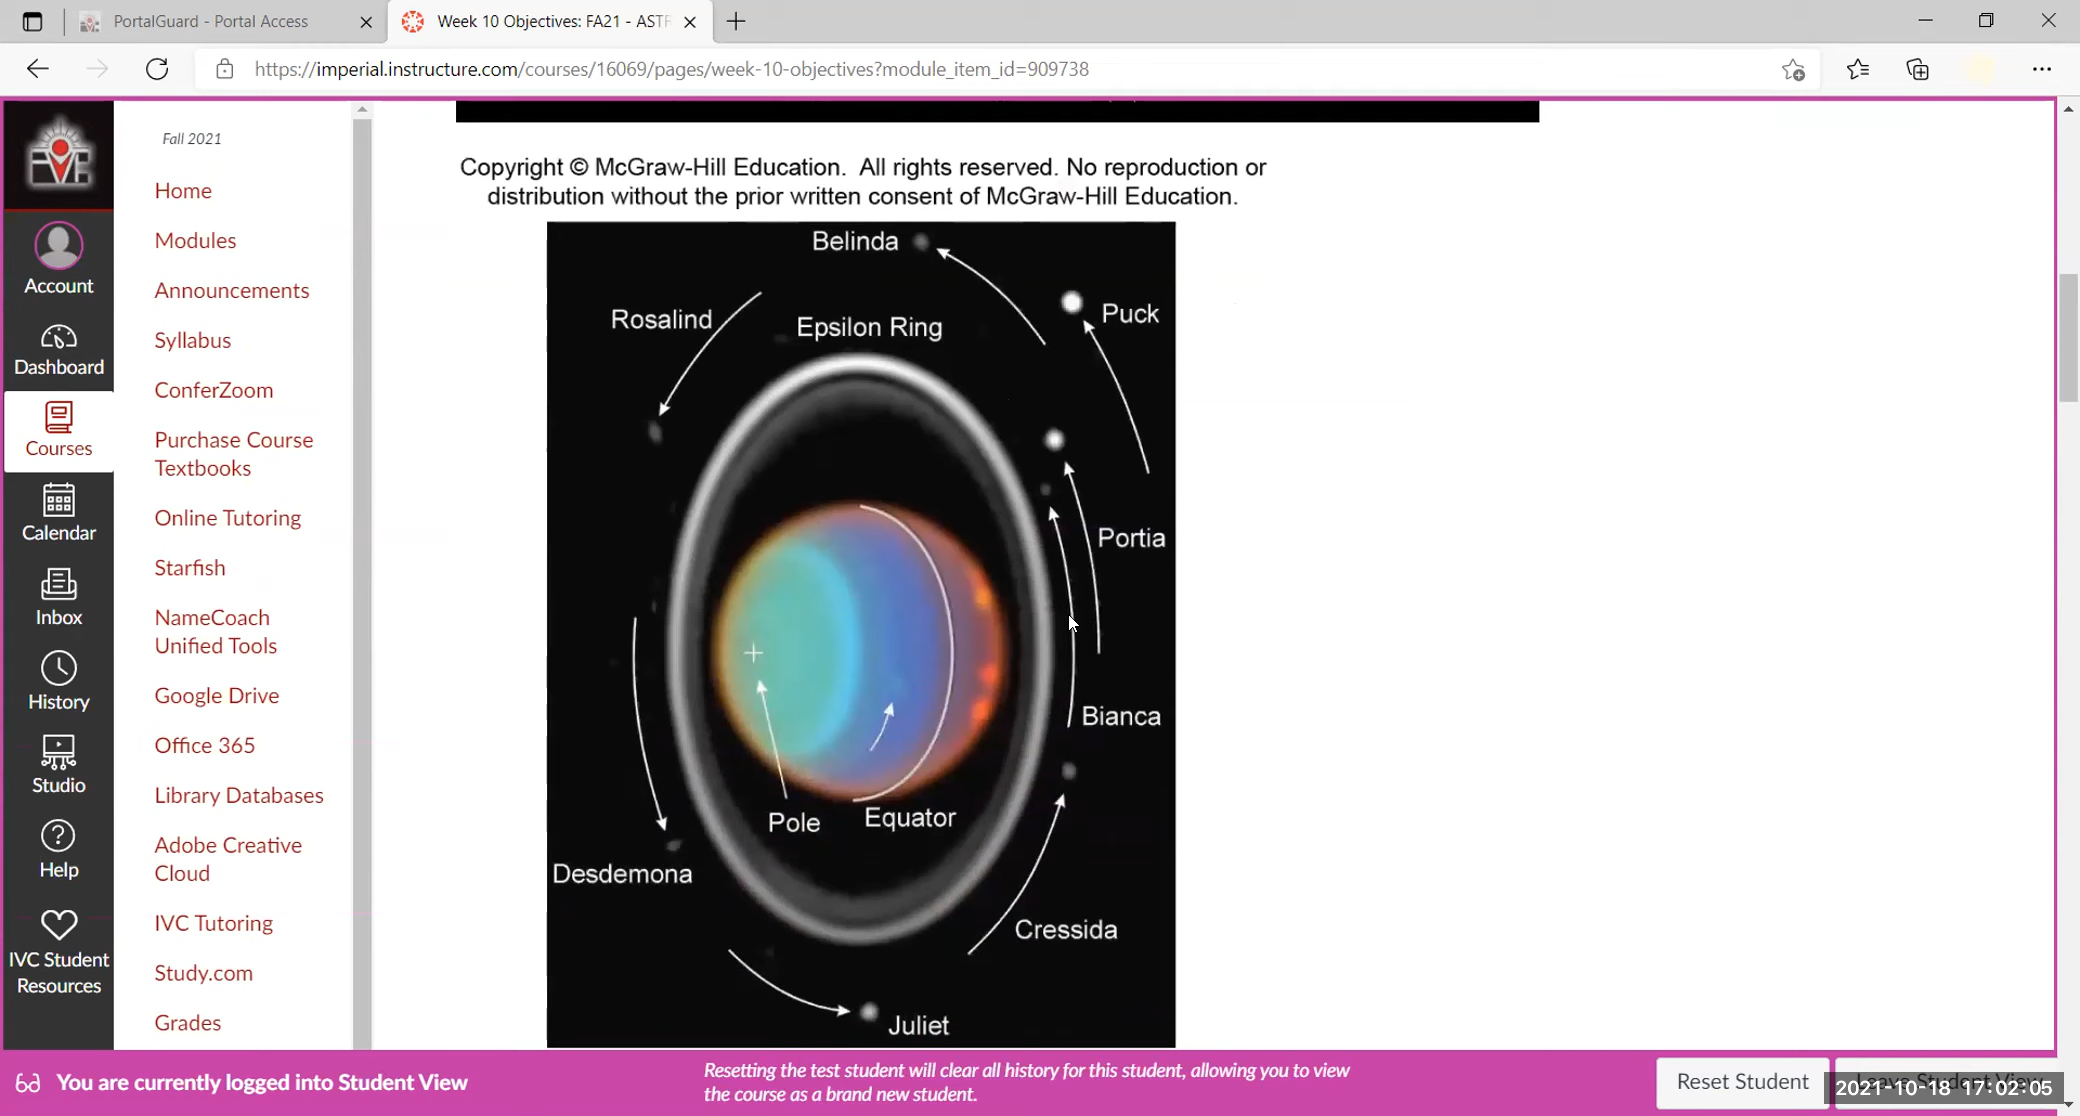 PortalGuard - Portal Access
Week 10 Objectives: FA21 - ASTR
https://imperial.instructure.com/courses/16069/pages/week-10-objectives?module_item_id=909738
IVC
Account
Dashboard
Courses
Calendar
Inbox
History
Studio
Help
IVC Student
Resources
Fall 2021
Home
Modules
Announcements
Syllabus
ConferZoom
Purchase Course
Textbooks
Online Tutoring
Starfish
NameCoach
Unified Tools
Google Drive
Office 365
Library Databases
Adobe Creative
Cloud
IVC Tutoring
Study.com
Grades
Copyright © McGraw-Hill Education. All rights reserved. No reproduction or
distribution without the prior written consent of McGraw-Hill Education.
Belinda
Puck
Rosalind
Epsilon Ring
Portia
Bianca
Pole
Equator
Desdemona
Cressida
Juliet
You are currently logged into Student View
Resetting the test student will clear all history for this student, allowing you to view
the course as a brand new student.
Reset Student
Leave Student View
2021-10-18 17:02:05